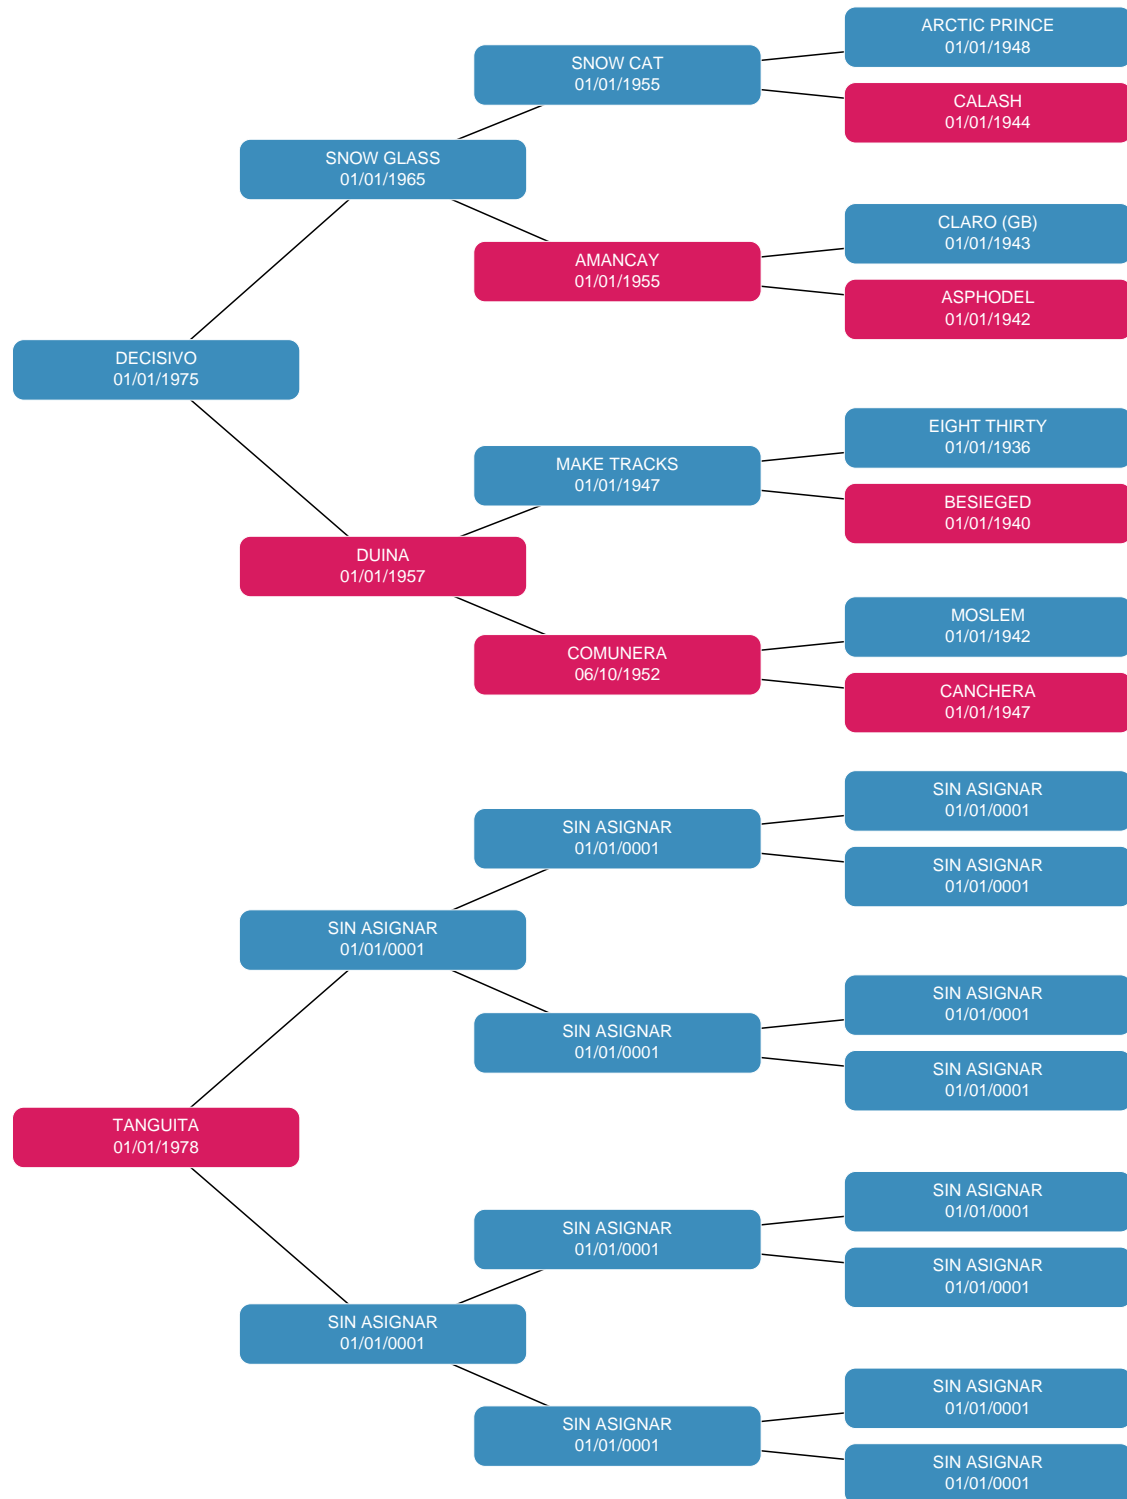 ARCTIC PRINCE
01/01/1948
SNOW CAT
01/01/1955
CALASH
01/01/1944
SNOW GLASS
01/01/1965
CLARO (GB)
01/01/1943
AMANCAY
01/01/1955
ASPHODEL
01/01/1942
DECISIVO
01/01/1975
EIGHT THIRTY
01/01/1936
MAKE TRACKS
01/01/1947
BESIEGED
01/01/1940
DUINA
01/01/1957
MOSLEM
01/01/1942
COMUNERA
06/10/1952
CANCHERA
01/01/1947
SIN ASIGNAR
01/01/0001
SIN ASIGNAR
01/01/0001
SIN ASIGNAR
01/01/0001
SIN ASIGNAR
01/01/0001
SIN ASIGNAR
01/01/0001
SIN ASIGNAR
01/01/0001
SIN ASIGNAR
01/01/0001
TANGUITA
01/01/1978
SIN ASIGNAR
01/01/0001
SIN ASIGNAR
01/01/0001
SIN ASIGNAR
01/01/0001
SIN ASIGNAR
01/01/0001
SIN ASIGNAR
01/01/0001
SIN ASIGNAR
01/01/0001
SIN ASIGNAR
01/01/0001